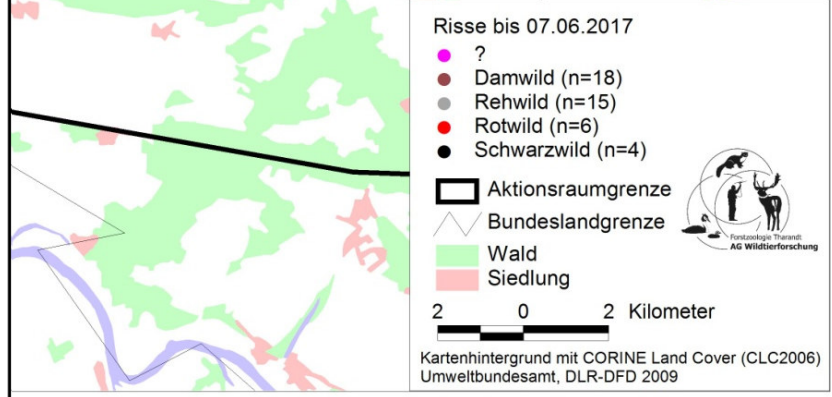 Risse bis 07.06.2017
?
Damwild (n=18)
Rehwild (n=15)
Rotwild (n=6)
Schwarzwild (n=4)
Aktionsraumgrenze
Bundeslandgrenze
Wald
Siedlung
Forstzoologie Tharandt
AG Wildtierforschung
2 0 2 Kilometer
Kartenhintergrund mit CORINE Land Cover (CLC2006)
Umweltbundesamt, DLR-DFD 2009